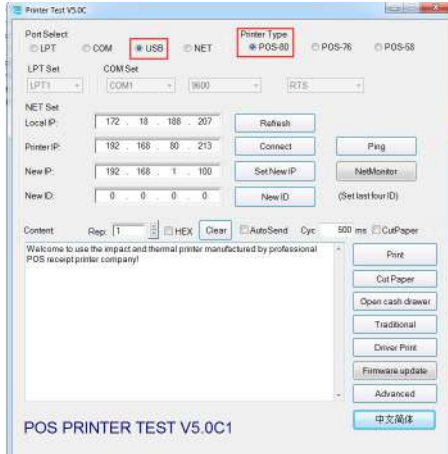 Printer Test V5.0C
Port Select
Printer Type
LPT COM USB NET POS-80 POS-76 POS-58
LPT Set COM Set
LPT1 COM1 9600 RTS
NET Set
Local IP: 172 . 18 . 188 . 207 Refresh
Printer IP: 192 . 168 . 80 . 213 Connect Ping
New IP: 192 . 168 . 1 . 100 Set New IP NetMonitor
New ID: 0 . 0 . 0 . 0 New ID (Set last four ID)
Content Rep: 1 HEX Clear AutoSend Cyc 500 ms CutPaper
Welcome to use the impact and thermal printer manufactured by professional
POS receipt printer company!
Print
Cut Paper
Open cash drawer
Traditional
Driver Print
Firmware update
Advanced
中文简体
POS PRINTER TEST V5.0C1